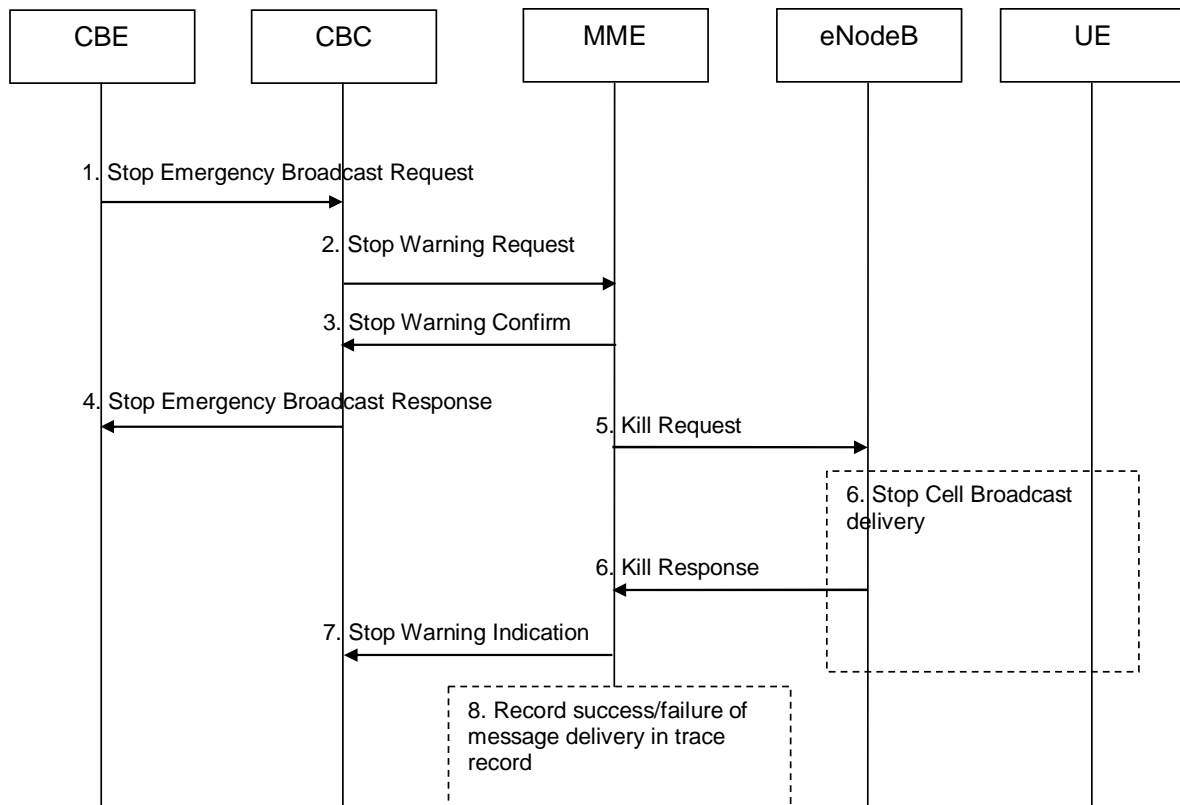 CBE
CBC
MME
eNodeB
UE
1. Stop Emergency Broadcast Request
2. Stop Warning Request
3. Stop Warning Confirm
4. Stop Emergency Broadcast Response
5. Kill Request
6. Stop Cell Broadcast
delivery
6. Kill Response
7. Stop Warning Indication
8. Record success/failure of
message delivery in trace
record